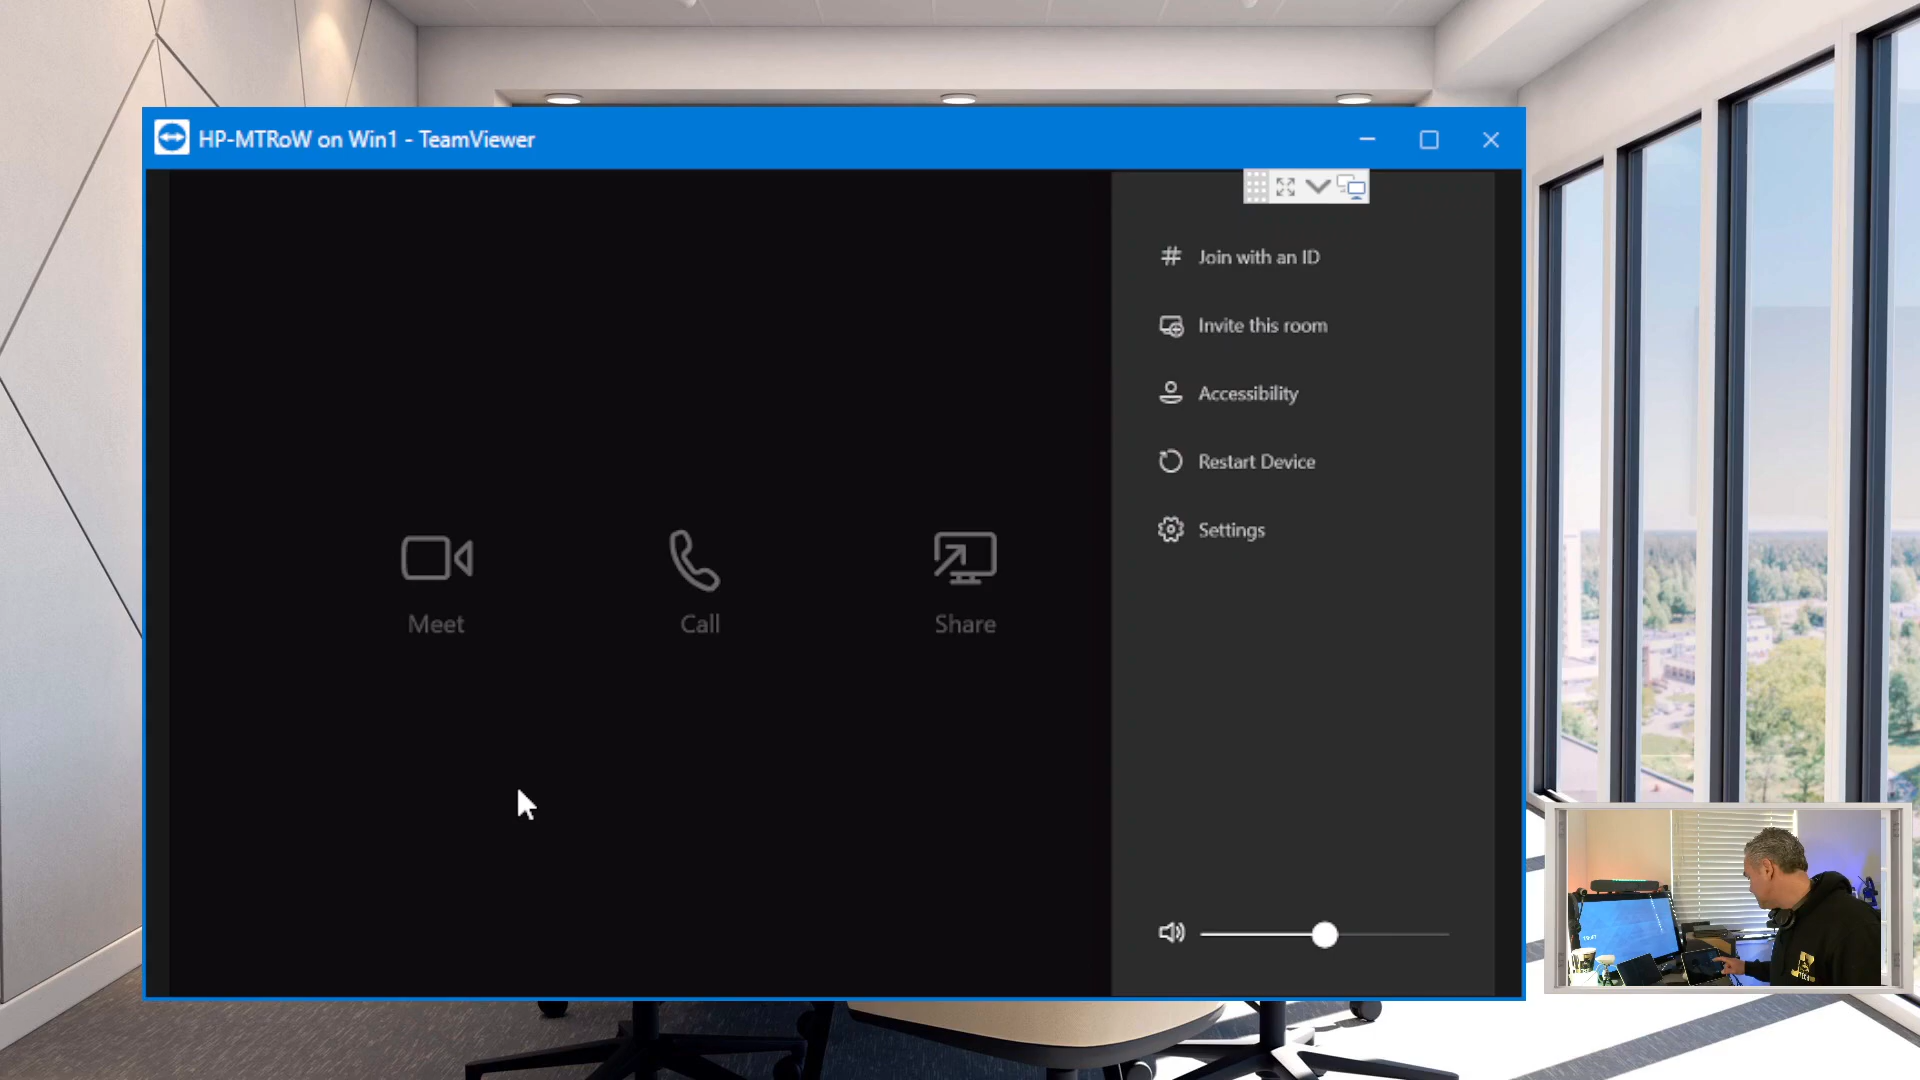 HP-MTRoW on Win1 - TeamViewer
Join with an ID
Invite this room
Accessibility
Restart Device
Settings
Meet
Call
Share